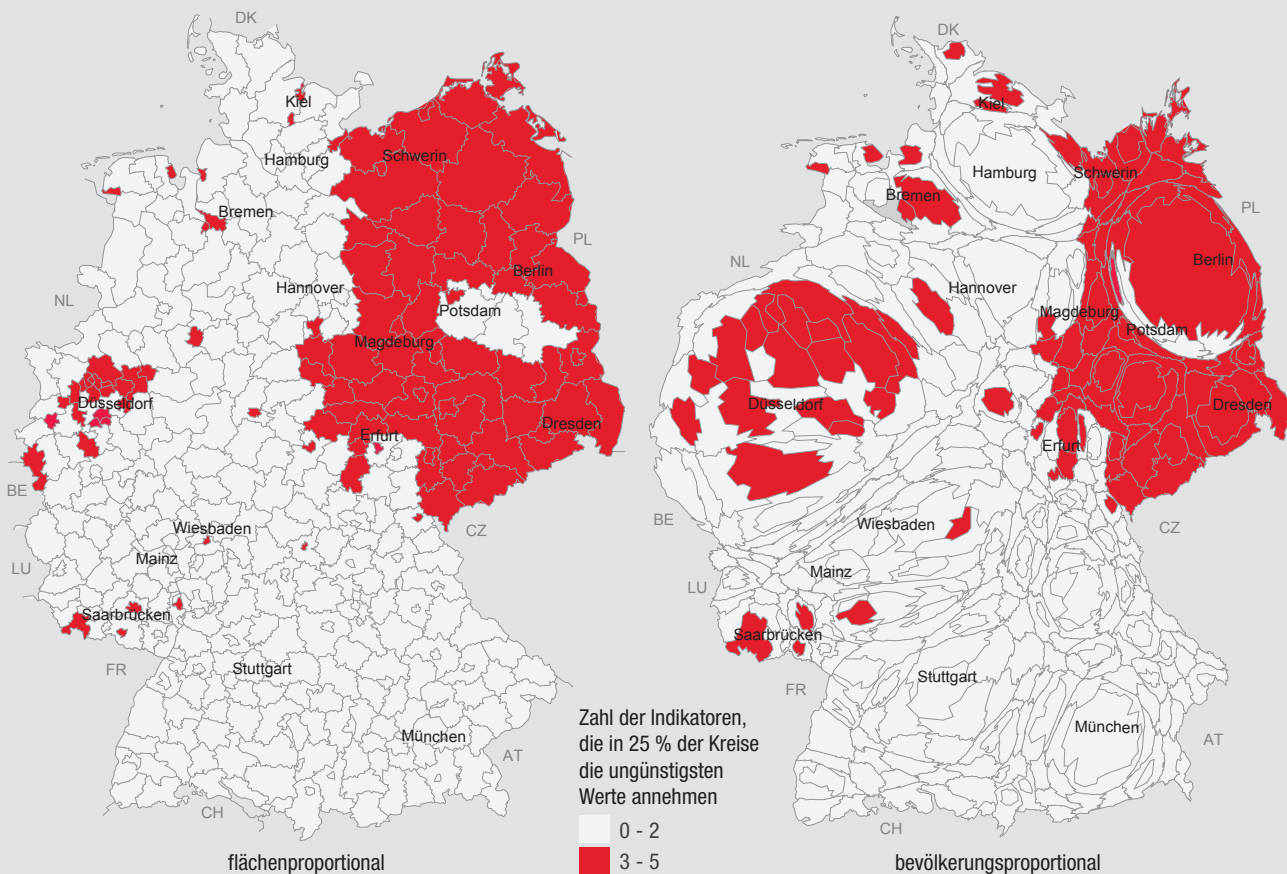 DK
Kiel
Hamburg
Schwerin
Bremen
PL
Berlin
NL
Hannover
Potsdam
Magdeburg
Düsseldorf
Dresden
Erfurt
BE
Wiesbaden
CZ
LU
Mainz
Saarbrücken
FR
Stuttgart
München
AT
CH
flächenproportional
Zahl der Indikatoren,
die in 25 % der Kreise
die ungünstigsten
Werte annehmen
0 - 2
3 - 5
DK
Kiel
Hamburg
Schwerin
Bremen
PL
NL
Berlin
Hannover
Magdeburg
Potsdam
Düsseldorf
Dresden
Erfurt
BE
Wiesbaden
CZ
LU
Mainz
Saarbrücken
FR
Stuttgart
München
AT
CH
bevölkerungsproportional